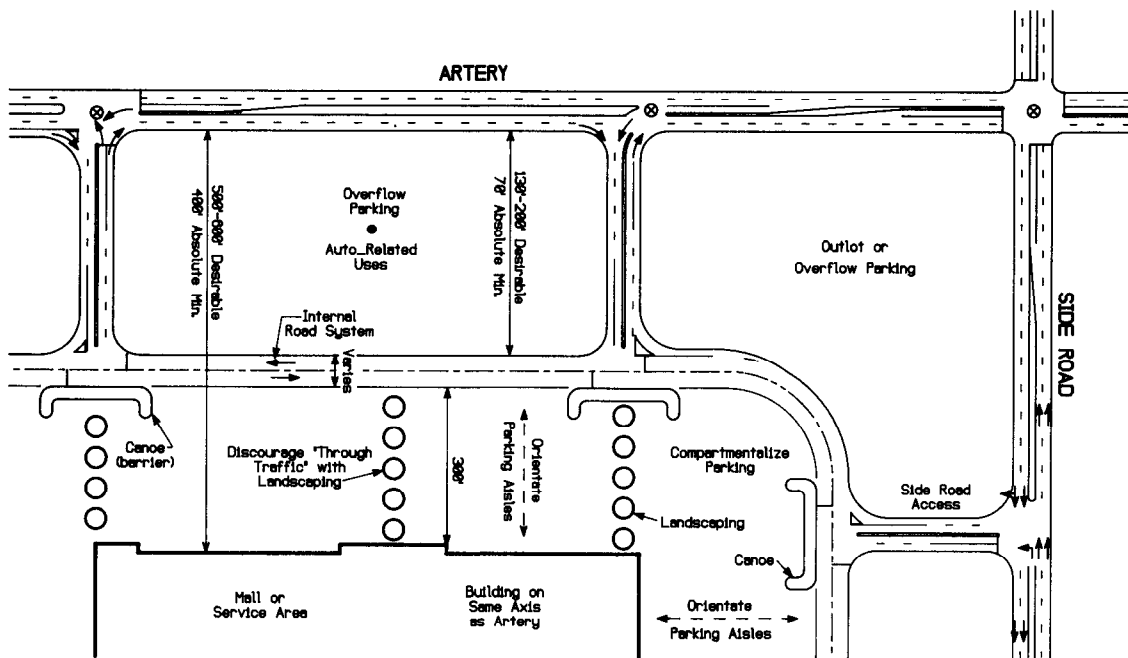 ARTERY
500'-600' Desirable
400' Absolute Min.
Overflow
Parking
Auto_Related
Uses
130'-200' Desirable
70' Absolute Min.
Outlot or
Overflow Parking
SIDE ROAD
Internal
Road System
Varies
Canoe
(barrier)
Discourage "Through
Traffic" with
Landscaping
300'
Orientate
Parking Aisles
Compartmentalize
Parking
Landscaping
Side Road
Access
Canoe
Mall or
Service Area
Building on
Same Axis
as Artery
Orientate
Parking Aisles